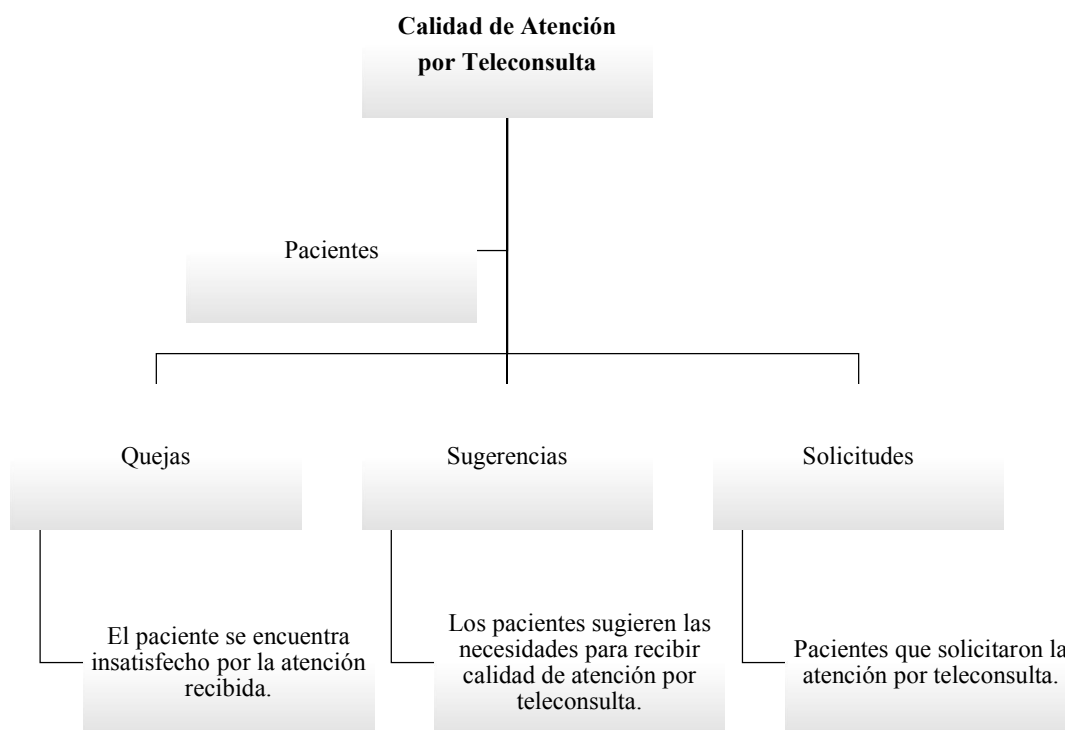 Calidad de Atención
por Teleconsulta
Pacientes
Quejas
Sugerencias
Solicitudes
El paciente se encuentra
insatisfecho por la atención
recibida.
Los pacientes sugieren las
necesidades para recibir
calidad de atención por
teleconsulta.
Pacientes que solicitaron la
atención por teleconsulta.